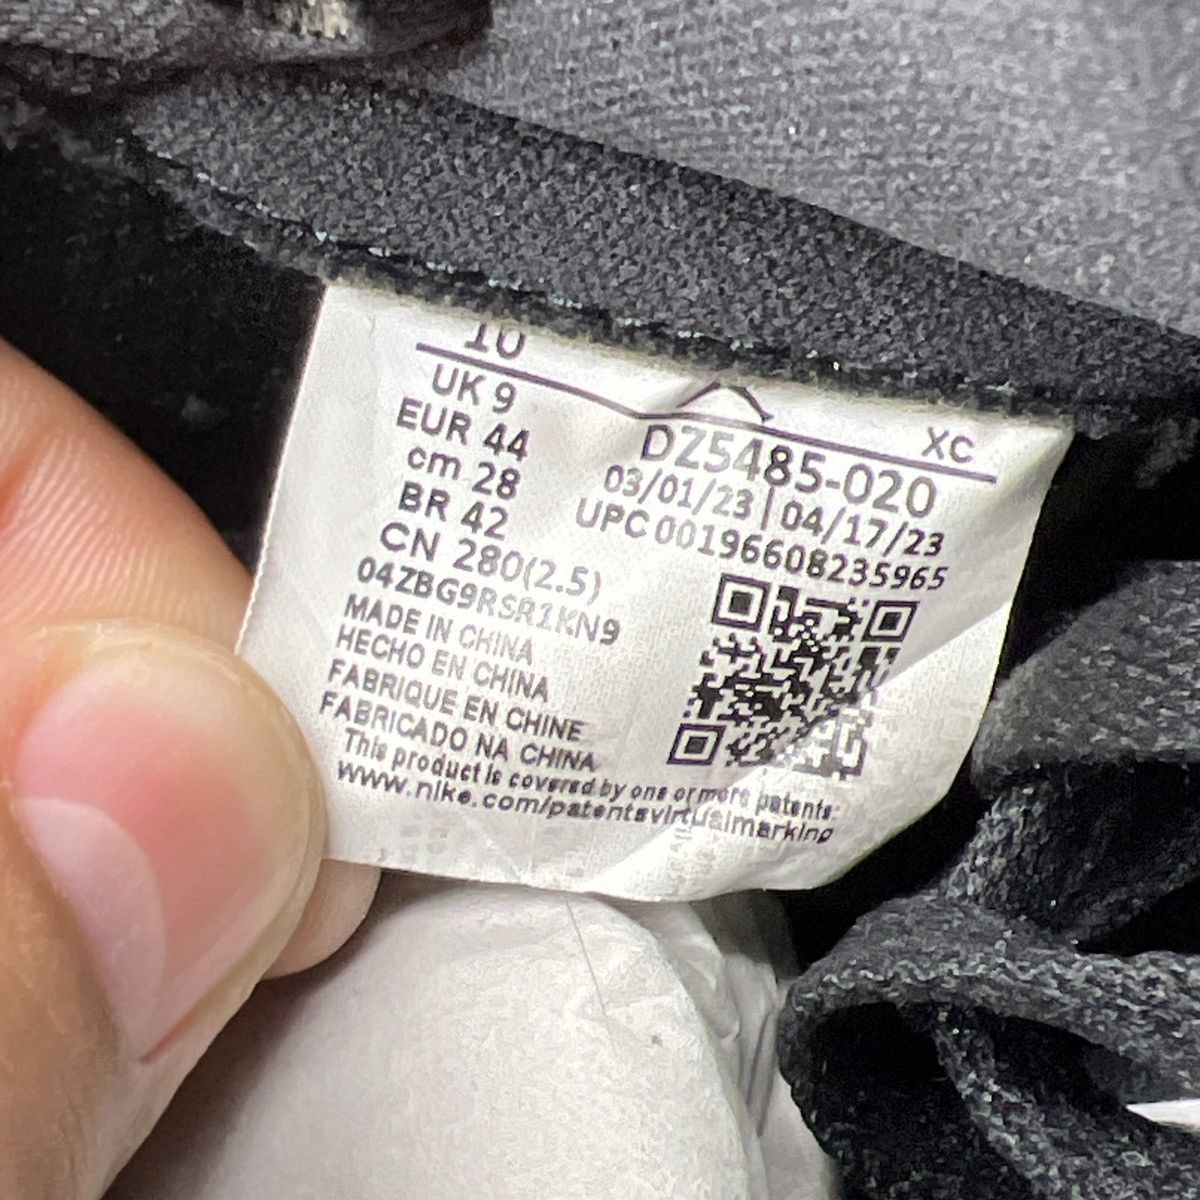 10
XC
UK 9
EUR 44
cm 28
BR 42
CN 280(2.5)
04ZBG9RSR1KN9
DZ5485-020
03/01/23 | 04/17/23
UPC 00196608235965
MADE IN CHINA
HECHO EN CHINA
FABRIQUE EN CHINE
FABRICADO NA CHINA
This product is covered by one or more patents:
www.nike.com/patentsvirtualmarking